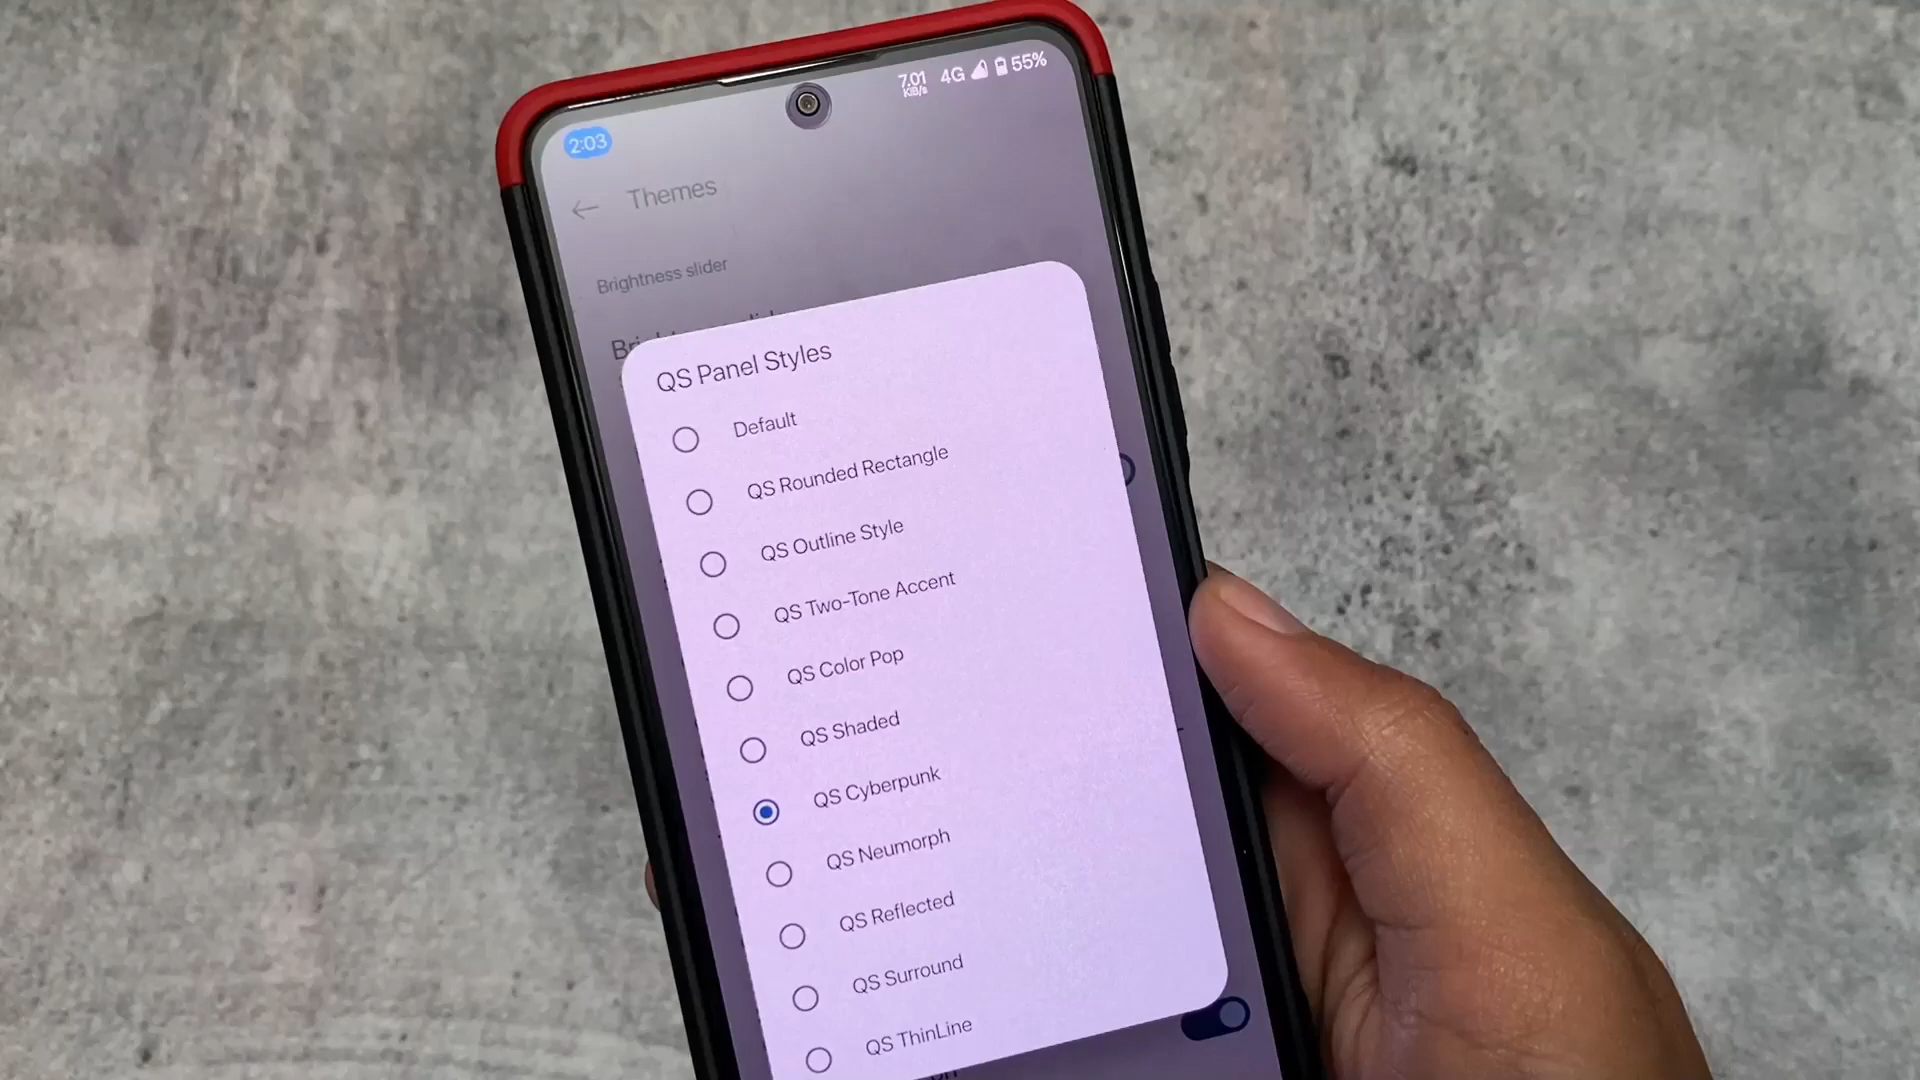 7.01
KiB/s
4G
55%
2:03
Themes
Brightness slider
QS Panel Styles
Default
QS Rounded Rectangle
QS Outline Style
QS Two-Tone Accent
QS Color Pop
QS Shaded
QS Cyberpunk
QS Neumorph
QS Reflected
QS Surround
QS ThinLine